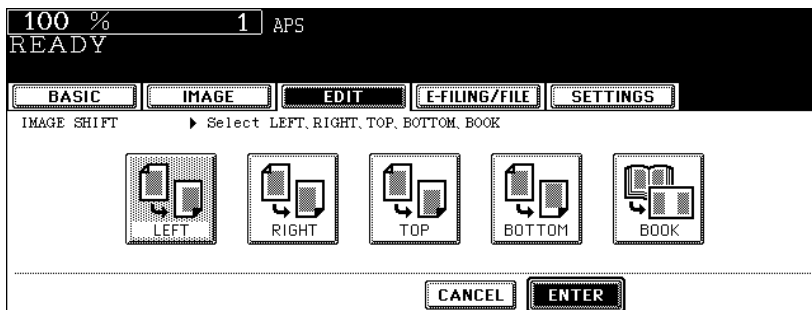 100 % 1 APS
READY
BASIC IMAGE EDIT E-FILING/FILE SETTINGS
IMAGE SHIFT Select LEFT, RIGHT, TOP, BOTTOM, BOOK
LEFT RIGHT TOP BOTTOM BOOK
CANCEL ENTER